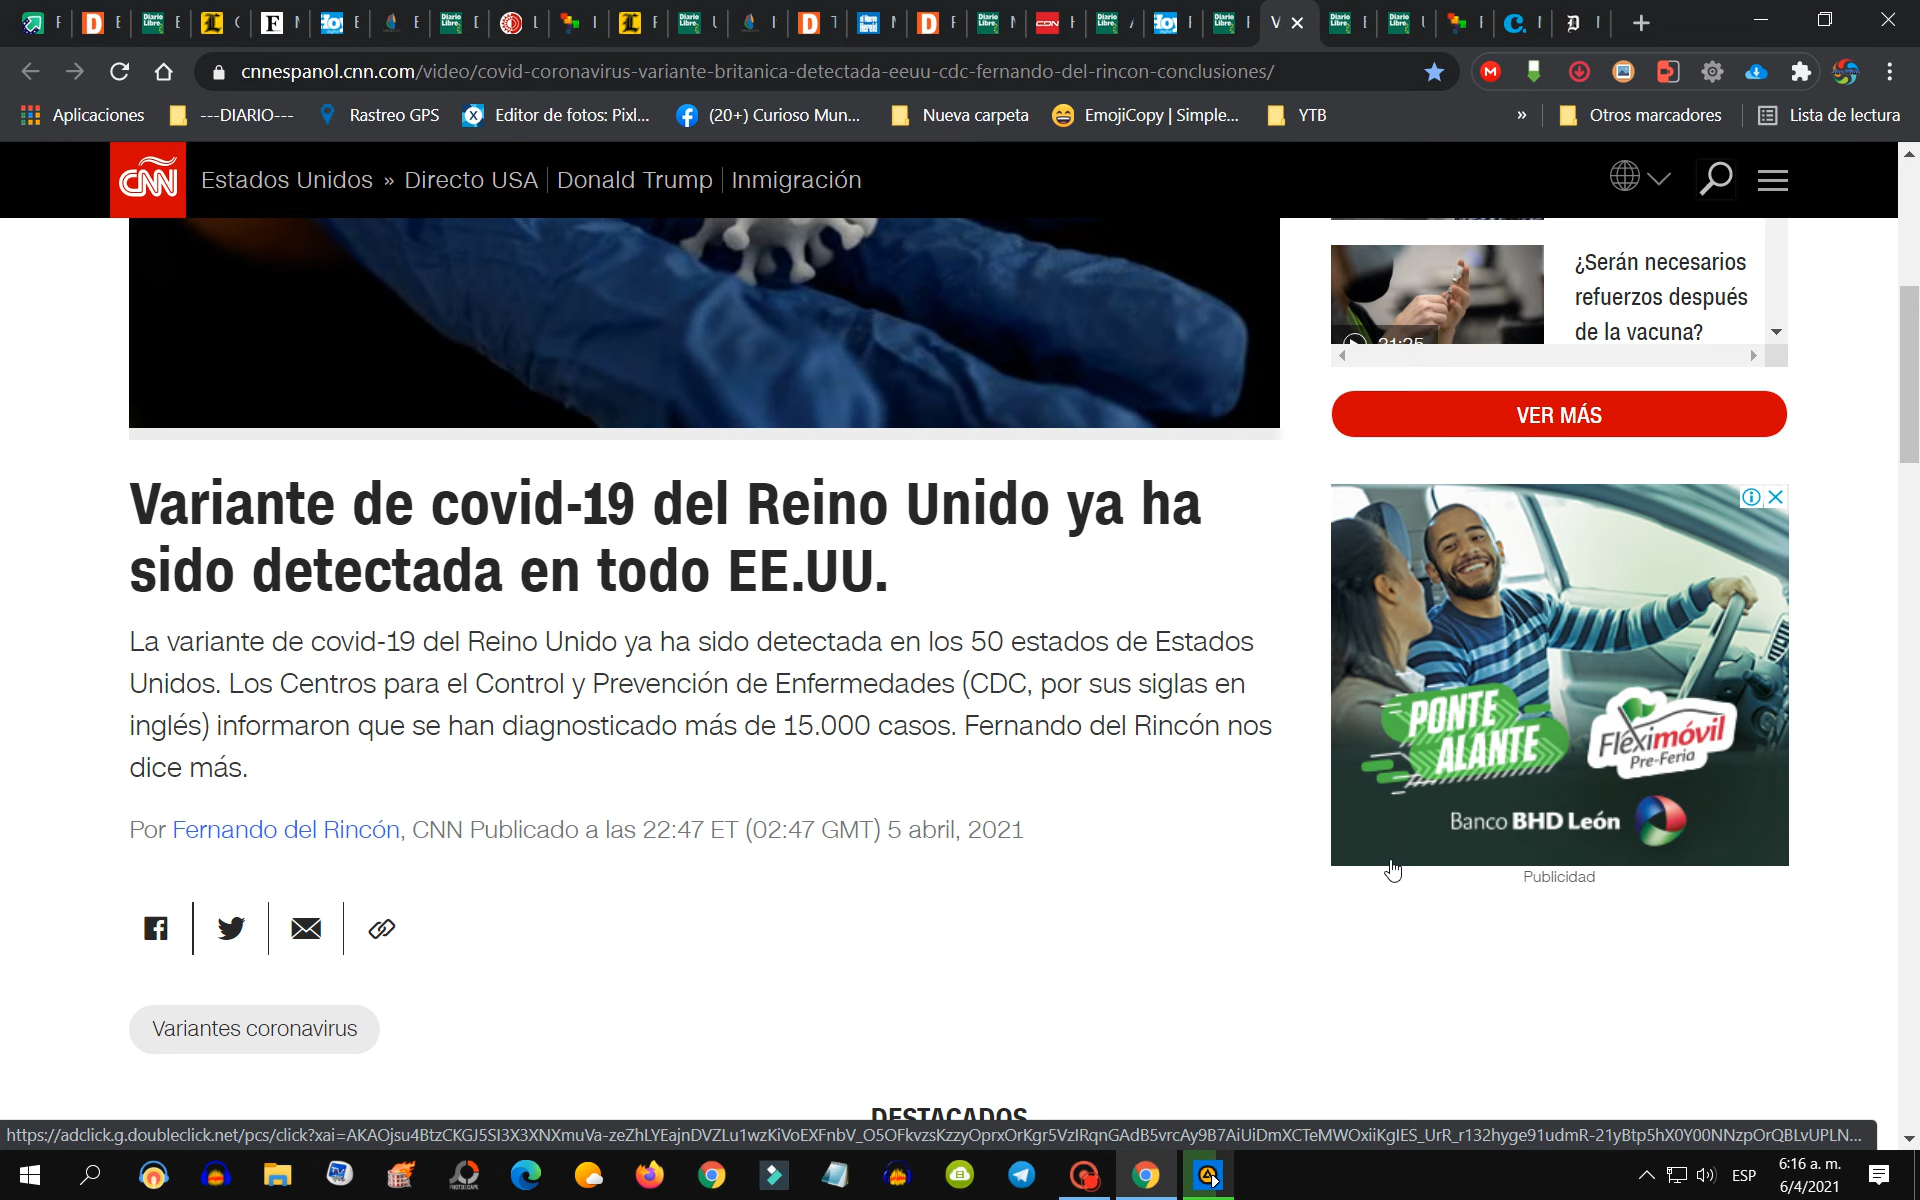 cnnespanol.cnn.com/video/covid-coronavirus-variante-britanica-detectada-eeuu-cdc-fernando-del-rincon-conclusiones/
Aplicaciones
---DIARIO---
Rastreo GPS
Editor de fotos: Pixl...
(20+) Curioso Mun...
Nueva carpeta
EmojiCopy | Simple...
YTB
»
Otros marcadores
Lista de lectura
CNN
Estados Unidos » Directo USA | Donald Trump | Inmigración
21:25
¿Serán necesarios
refuerzos después
de la vacuna?
VER MÁS
Variante de covid-19 del Reino Unido ya ha
sido detectada en todo EE.UU.
La variante de covid-19 del Reino Unido ya ha sido detectada en los 50 estados de Estados
Unidos. Los Centros para el Control y Prevención de Enfermedades (CDC, por sus siglas en
inglés) informaron que se han diagnosticado más de 15.000 casos. Fernando del Rincón nos
dice más.
Por Fernando del Rincón, CNN Publicado a las 22:47 ET (02:47 GMT) 5 abril, 2021
PONTE
ALANTE
Fleximóvil
Pre-Feria
Banco BHD León
Publicidad
Variantes coronavirus
DESTACADOS
ESP
6:16 a. m.
6/4/2021